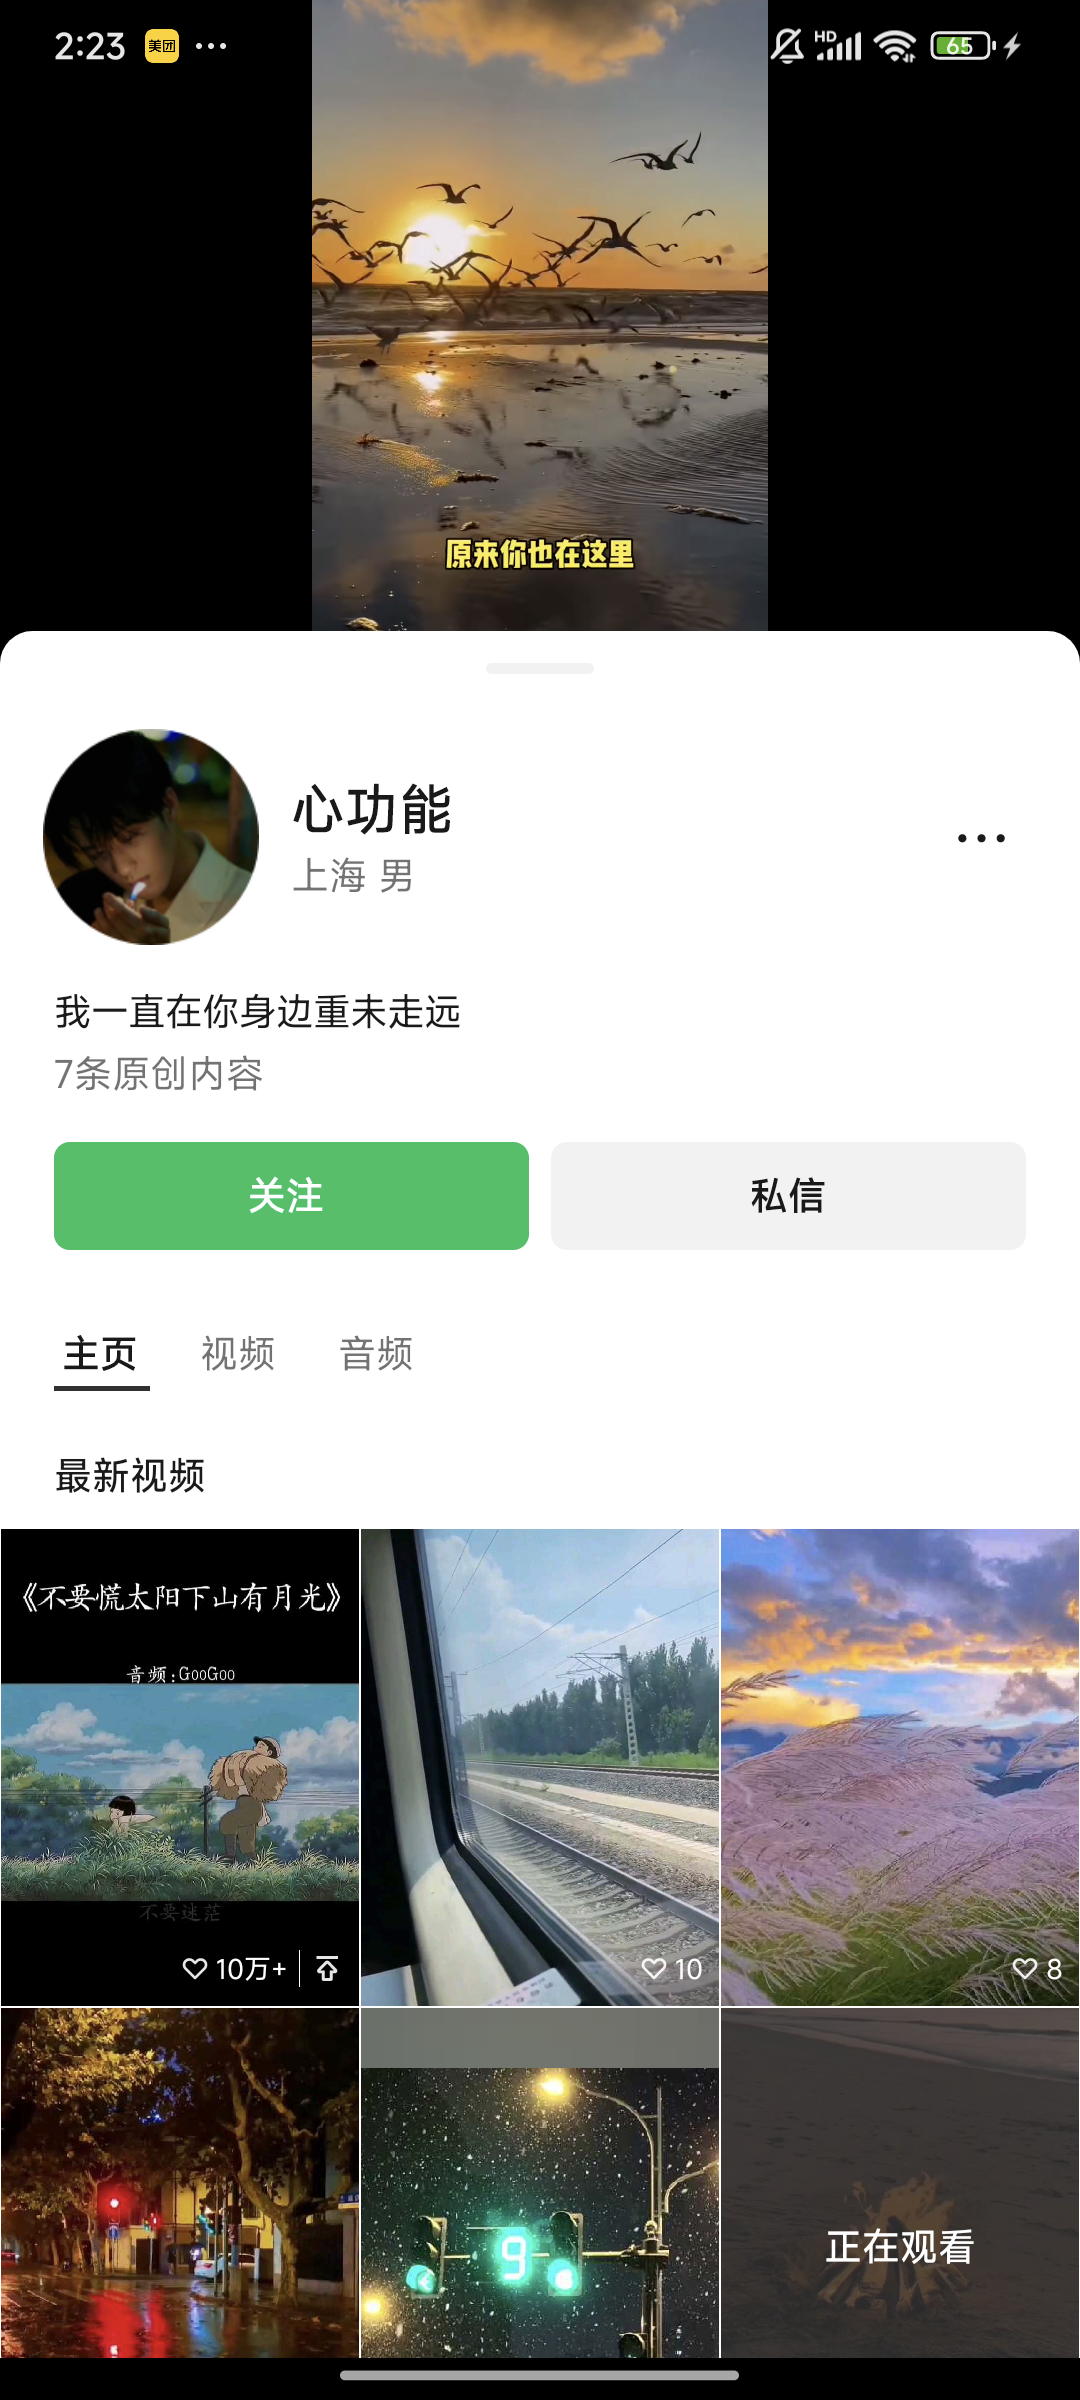 2:23
美团
HD
65
原来你也在这里
心功能
上海 男
我一直在你身边重未走远
7条原创内容
关注
私信
主页 视频 音频
最新视频
《不要慌太阳下山有月光》
音频:GooGoo
不要迷茫
10万+
10
8
9
正在观看